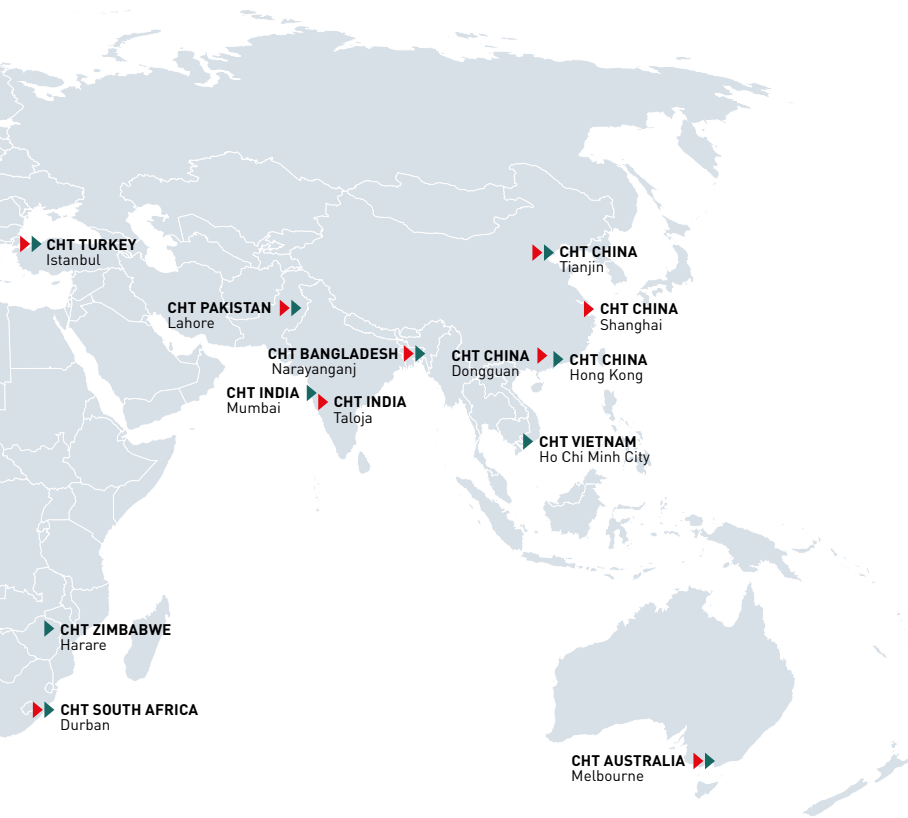 CHT TURKEY
Istanbul
CHT CHINA
Tianjin
CHT PAKISTAN
Lahore
CHT CHINA
Shanghai
CHT BANGLADESH
Narayanganj
CHT CHINA
Dongguan
CHT CHINA
Hong Kong
CHT INDIA
Mumbai
CHT INDIA
Taloja
CHT VIETNAM
Ho Chi Minh City
CHT ZIMBABWE
Harare
CHT SOUTH AFRICA
Durban
CHT AUSTRALIA
Melbourne